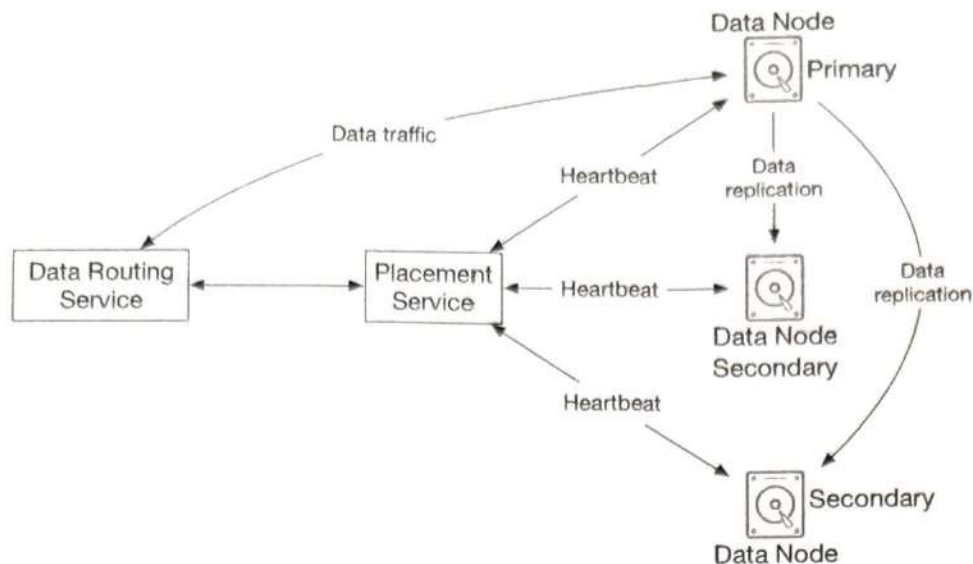 Data Node
Primary
Data traffic
Heartbeat
Data
replication
Data Routing
Service
Placement
Service
Heartbeat
Data Node
Secondary
Data
replication
Heartbeat
Secondary
Data Node